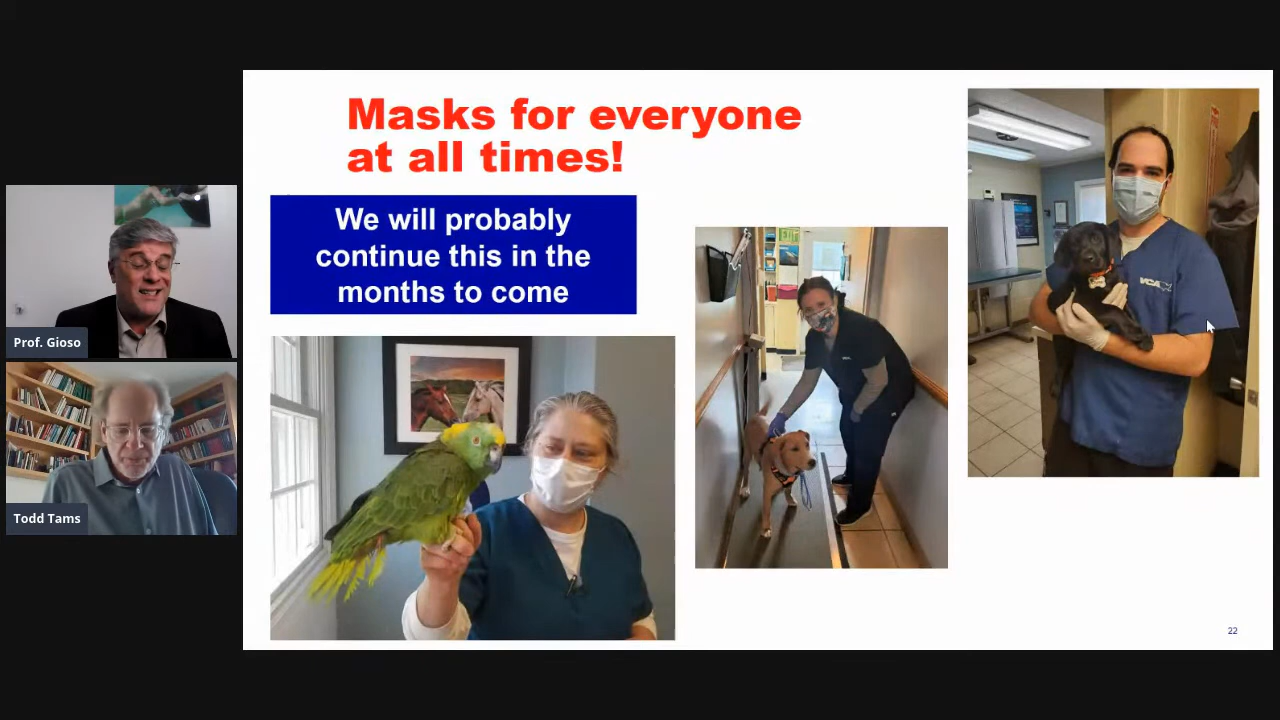 Masks for everyone
at all times!
We will probably
continue this in the
months to come
Prof. Gioso
Todd Tams
VCA
22